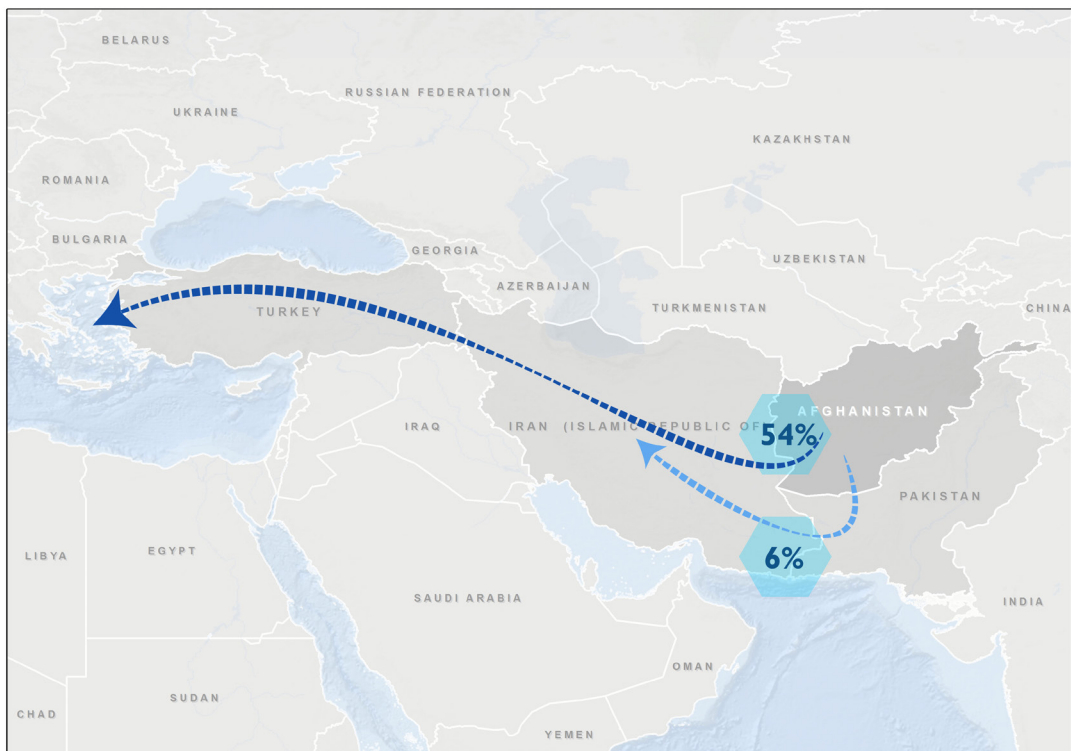 BELARUS
RUSSIAN FEDERATION
UKRAINE
KAZAKHSTAN
ROMANIA
BULGARIA
GEORGIA
UZBEKISTAN
AZERBAIJAN
TURKMENISTAN
CHINA
TURKEY
AFGHANISTAN
IRAQ
IRAN (ISLAMIC REPUBLIC OF
54%
PAKISTAN
LIBYA
EGYPT
6%
SAUDI ARABIA
INDIA
OMAN
SUDAN
CHAD
YEMEN